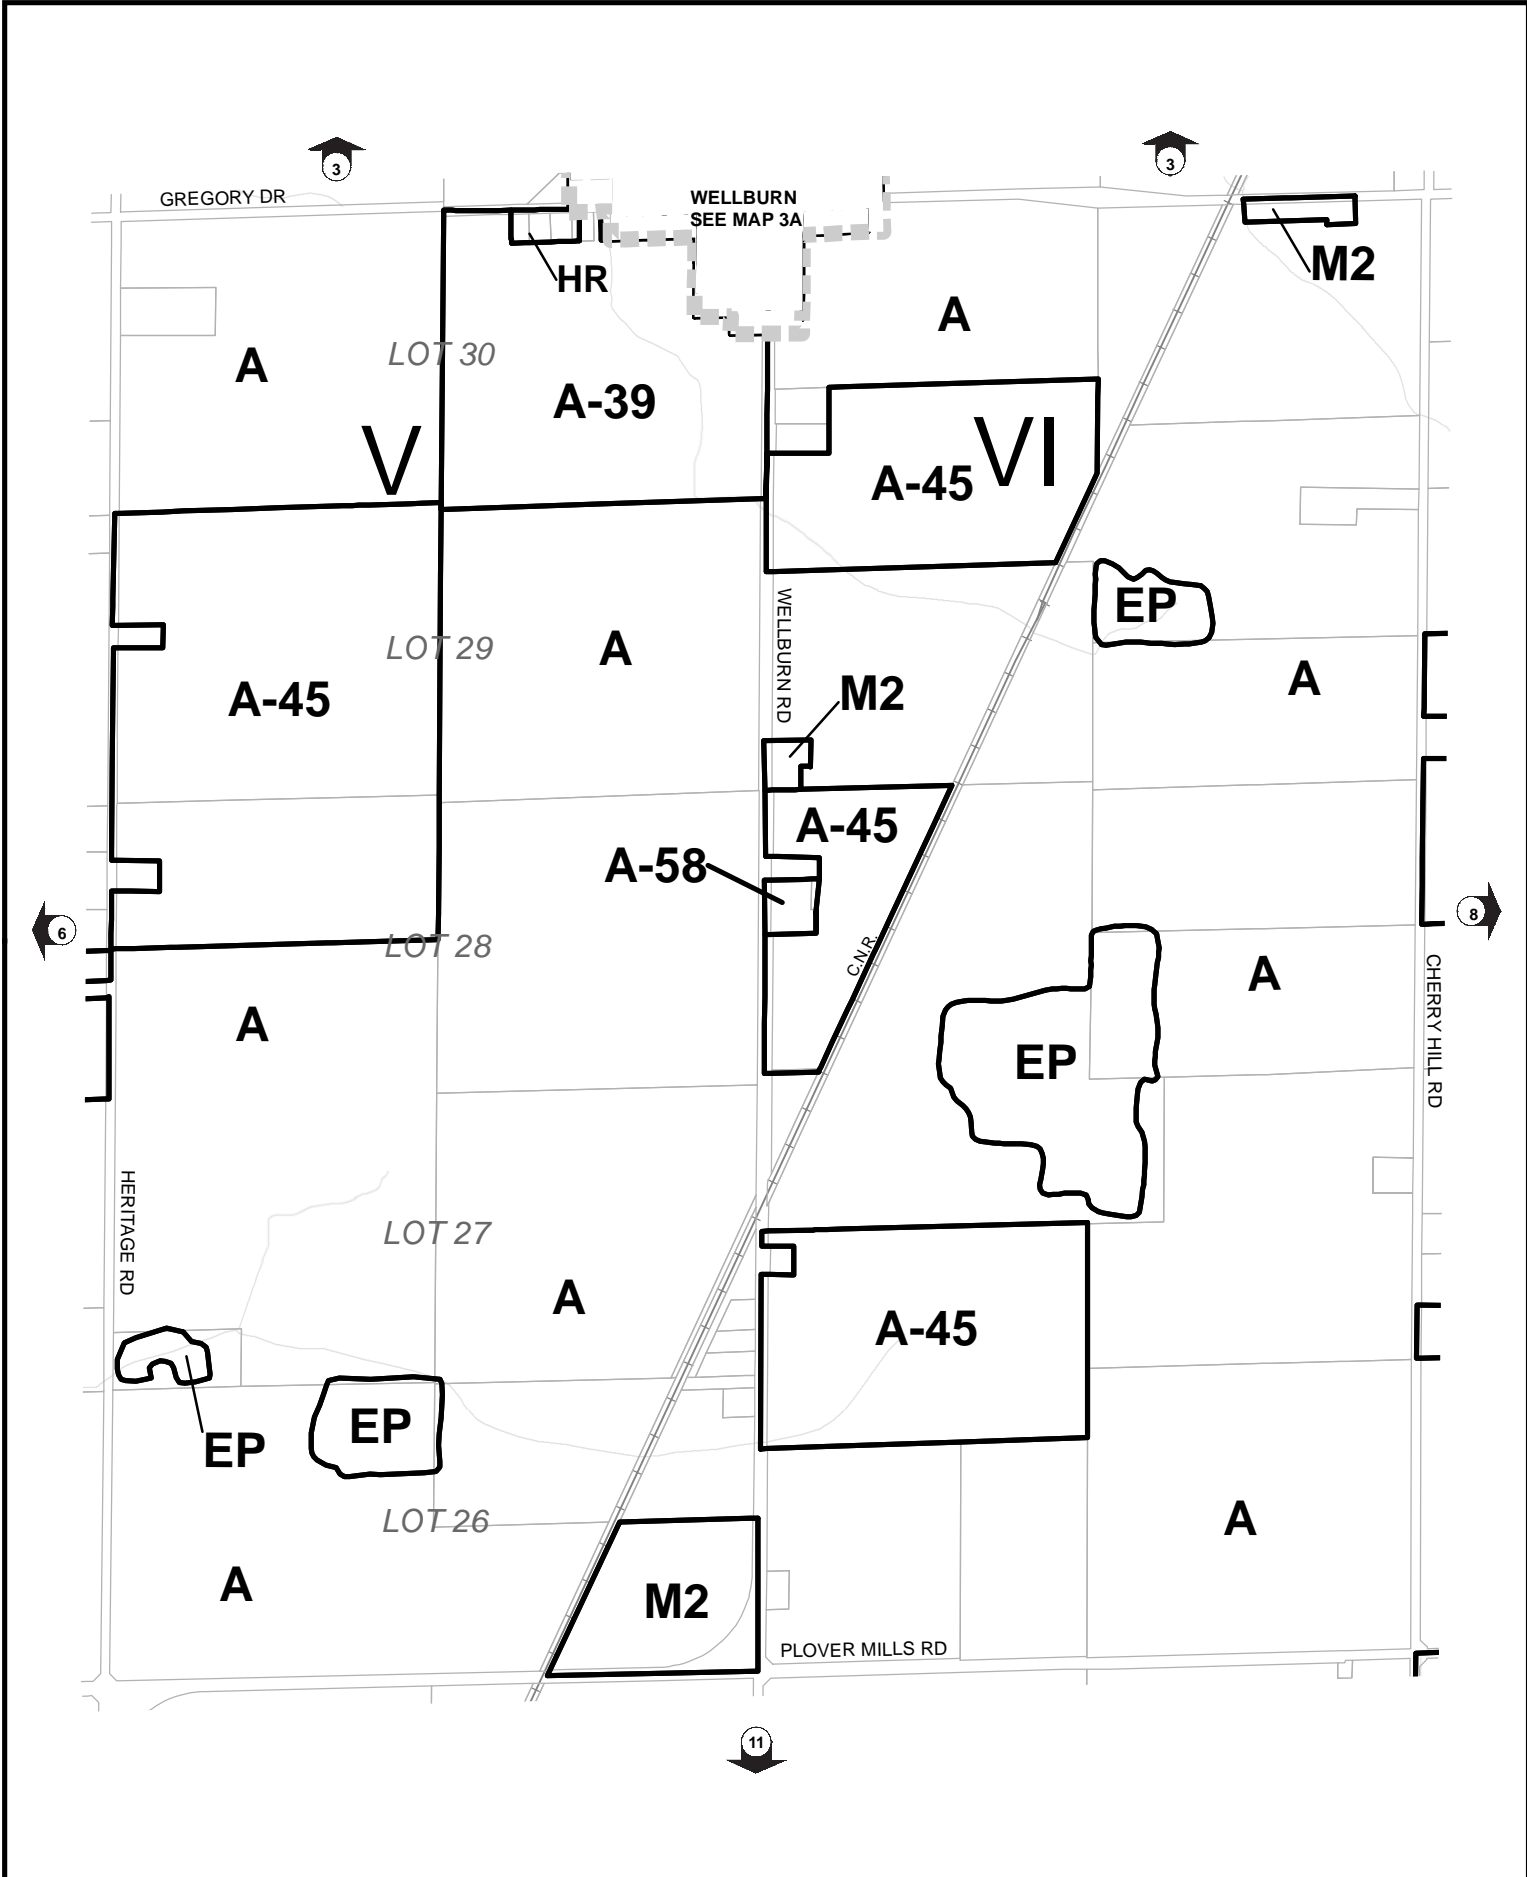 3
3
GREGORY DR
WELLBURN
SEE MAP 3A
HR
M2
A
LOT 30
A
A-39
V
VI
A-45
EP
WELLBURN RD
LOT 29
A
A
A-45
M2
A-45
A-58
6
8
C.N.R.
LOT 28
A
A
EP
CHERRY HILL RD
HERITAGE RD
LOT 27
A
A-45
EP
EP
LOT 26
A
A
M2
PLOVER MILLS RD
11